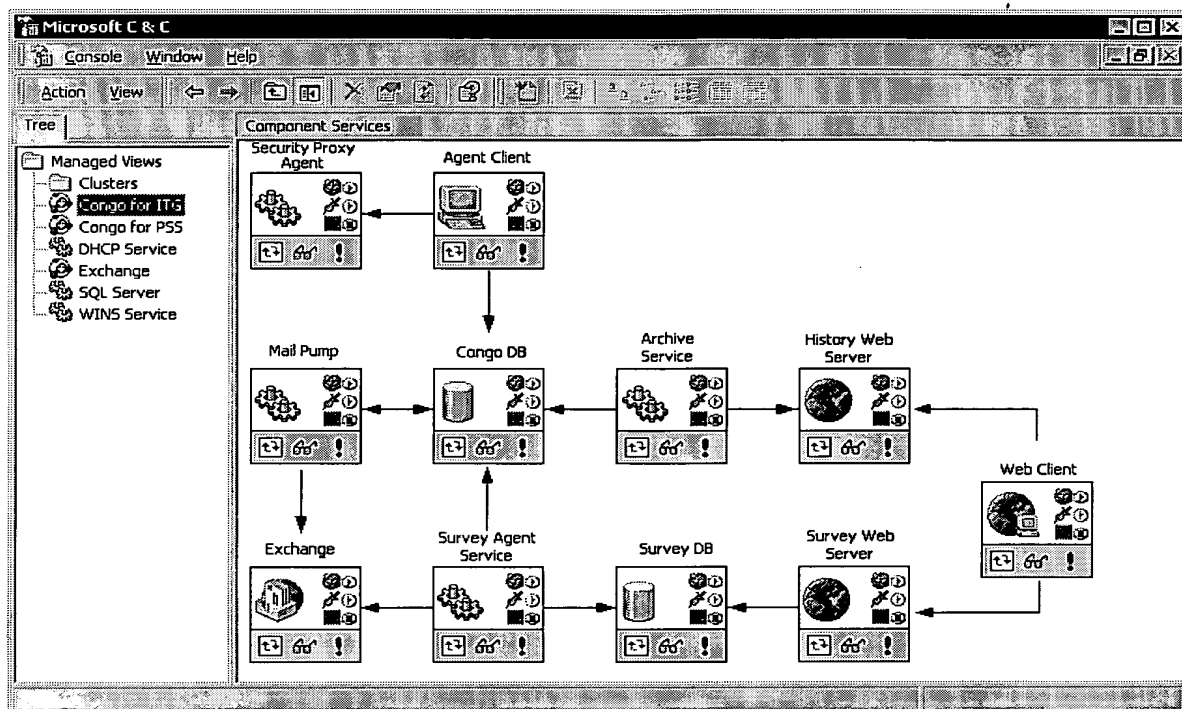 Microsoft C & C
Console Window Help
Action View
Tree
Component Services
Managed Views
Clusters
Congo for ITG
Congo for PSS
DHCP Service
Exchange
SQL Server
WINS Service
Security Proxy
Agent
Agent Client
Mail Pump
Congo DB
Archive
Service
History Web
Server
Web Client
Exchange
Survey Agent
Service
Survey DB
Survey Web
Server